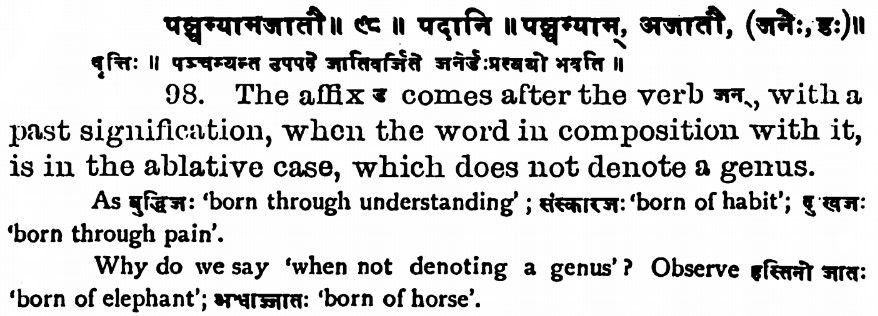 पञ्चम्यामजातौ ॥ ९८ ॥ पदानि ॥ पञ्चम्याम्, अजातौ, (जनेः, डः) ॥
वृत्तिः ॥ पञ्चम्यन्त उपपदे जातिवर्जिते जनेर्डःप्रत्ययो भवति ॥
98. The affix ड comes after the verb जन्, with a
past signification, when the word in composition with it,
is in the ablative case, which does not denote a genus.
As बुद्धिजः 'born through understanding' ; संस्कारजः 'born of habit'; दुःखजः
'born through pain'.
Why do we say 'when not denoting a genus'? Observe हस्तिनो जातः
'born of elephant'; अश्वाज्जातः 'born of horse'.